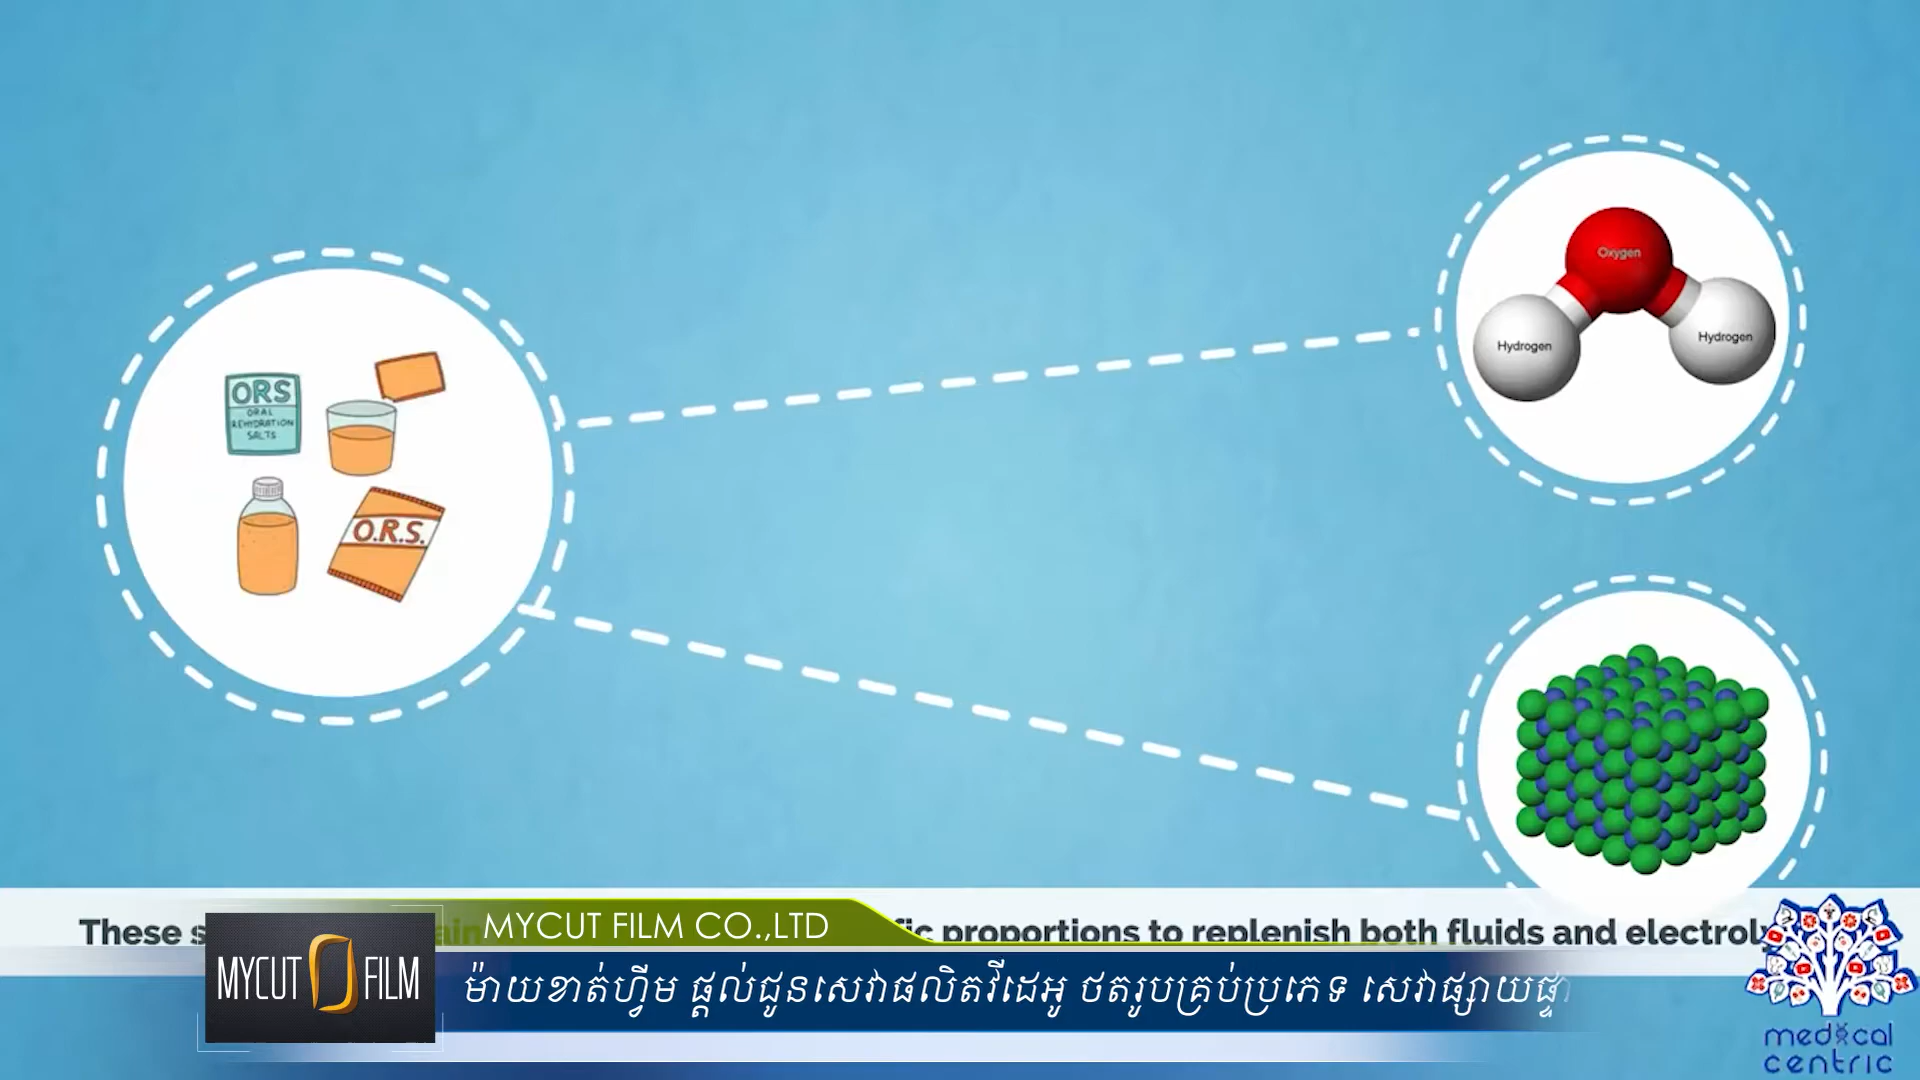 Oxygen
Hydrogen
Hydrogen
ORS
ORAL
REHYDRATION
SALTS
O.R.S.
These
proportions to replenish both fluids and
MYCUT FILM CO.,LTD
MYCUT FILM
ម៉ាយខាត់ហ្វីម ផ្តល់ជូនសេវាផលិតវីដេអូ ថតរូបគ្រប់ប្រភេទ សេវាផ្សាយ
medical
centric